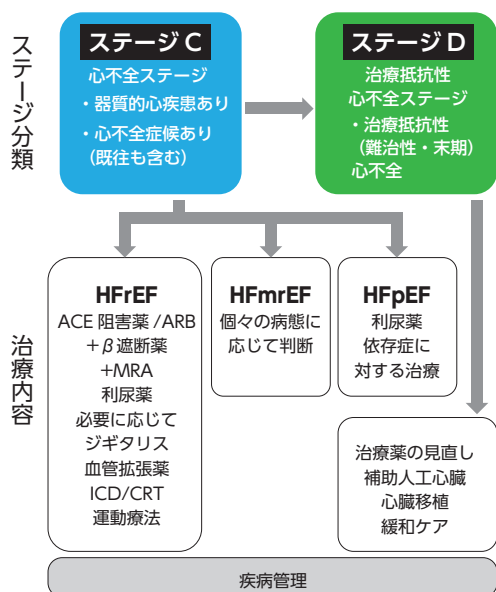 ステージ分類
ステージ C
心不全ステージ
・器質的心疾患あり
・心不全症候あり
（既往も含む）
ステージ D
治療抵抗性
心不全ステージ
・治療抵抗性
（難治性・末期）
心不全
治療内容
HFrEF
ACE 阻害薬 /ARB
＋β遮断薬
+MRA
利尿薬
必要に応じて
ジギタリス
血管拡張薬
ICD/CRT
運動療法
HFmrEF
個々の病態に
応じて判断
HFpEF
利尿薬
依存症に
対する治療
治療薬の見直し
補助人工心臓
心臓移植
緩和ケア
疾病管理